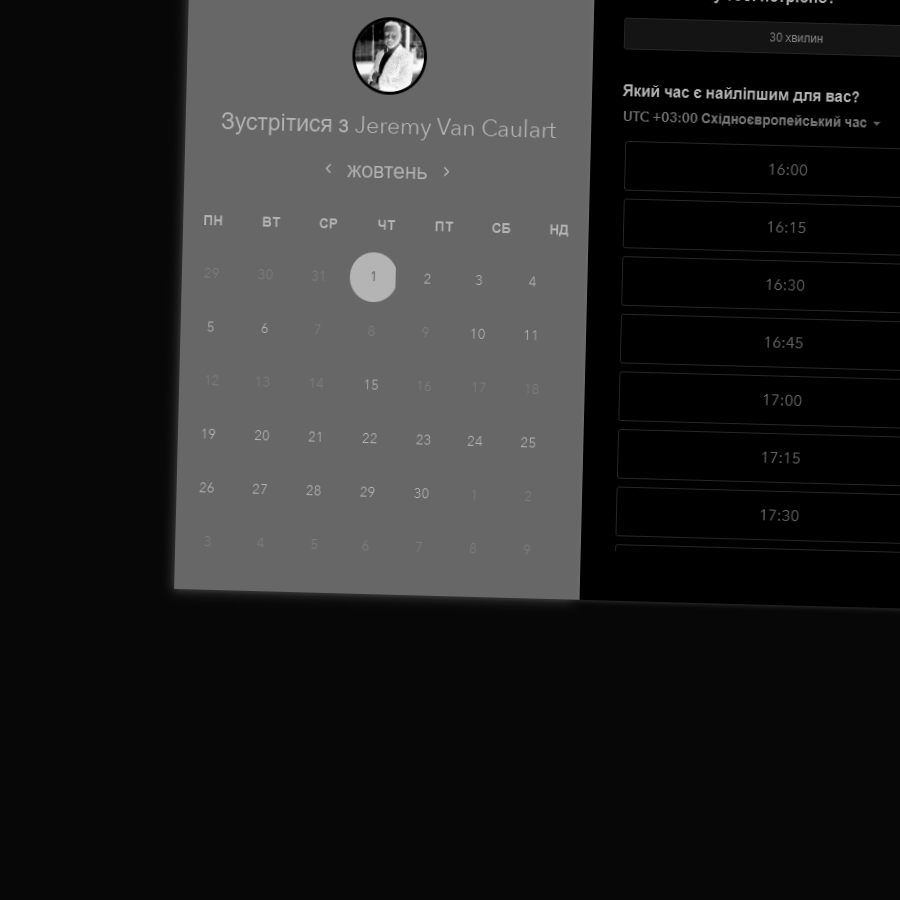 Зустрітися з Jeremy Van Caulart
‹ жовтень ›
ПН ВТ СР ЧТ ПТ СБ НД
29 30 31 1 2 3 4
5 6 7 8 9 10 11
12 13 14 15 16 17 18
19 20 21 22 23 24 25
26 27 28 29 30 1 2
3 4 5 6 7 8 9
30 хвилин
Який час є найліпшим для вас?
UTC +03:00 Східноєвропейський час
16:00
16:15
16:30
16:45
17:00
17:15
17:30